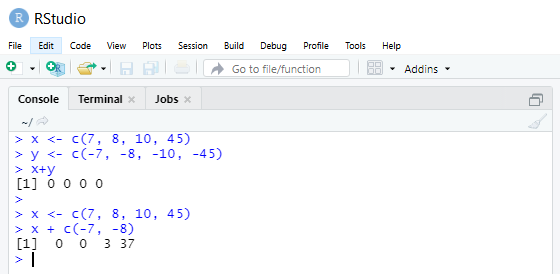 R RStudio
File Edit Code View Plots Session Build Debug Profile Tools Help
Go to file/function Addins
Console Terminal Jobs
~/
> x <- c(7, 8, 10, 45)
> y <- c(-7, -8, -10, -45)
> x+y
[1] 0 0 0 0
>
> x <- c(7, 8, 10, 45)
> x + c(-7, -8)
[1]  0  0  3 37
>